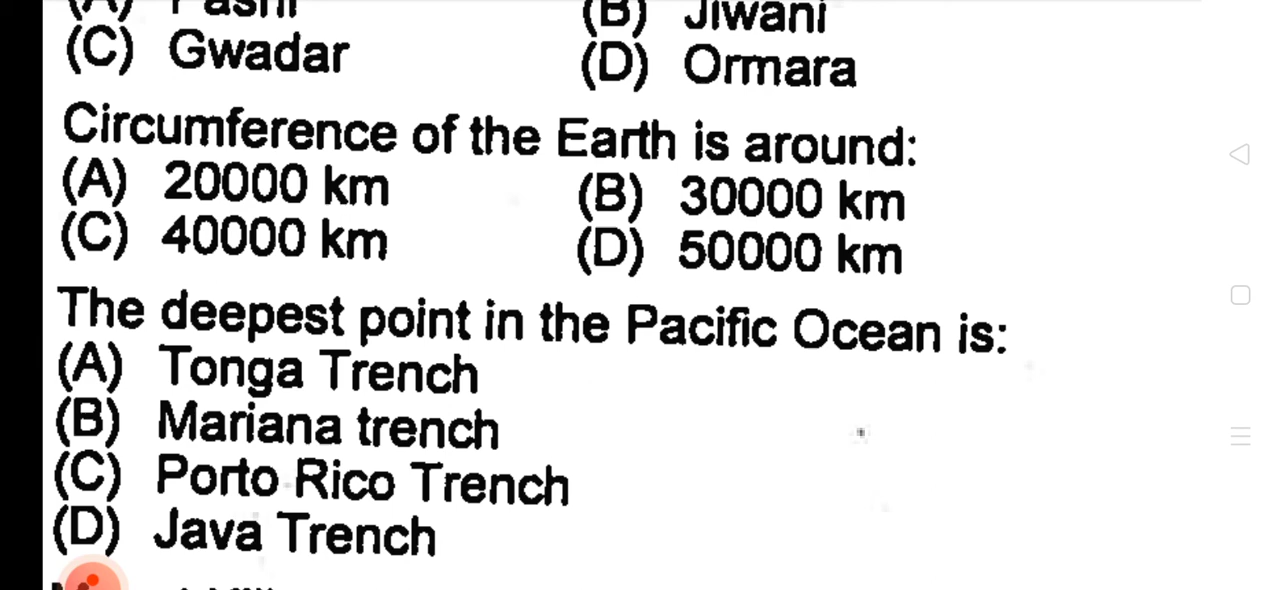 (A) Pashi (B) Jiwani
(C) Gwadar (D) Ormara
Circumference of the Earth is around:
(A) 20000 km (B) 30000 km
(C) 40000 km (D) 50000 km
The deepest point in the Pacific Ocean is:
(A) Tonga Trench
(B) Mariana trench
(C) Porto Rico Trench
(D) Java Trench